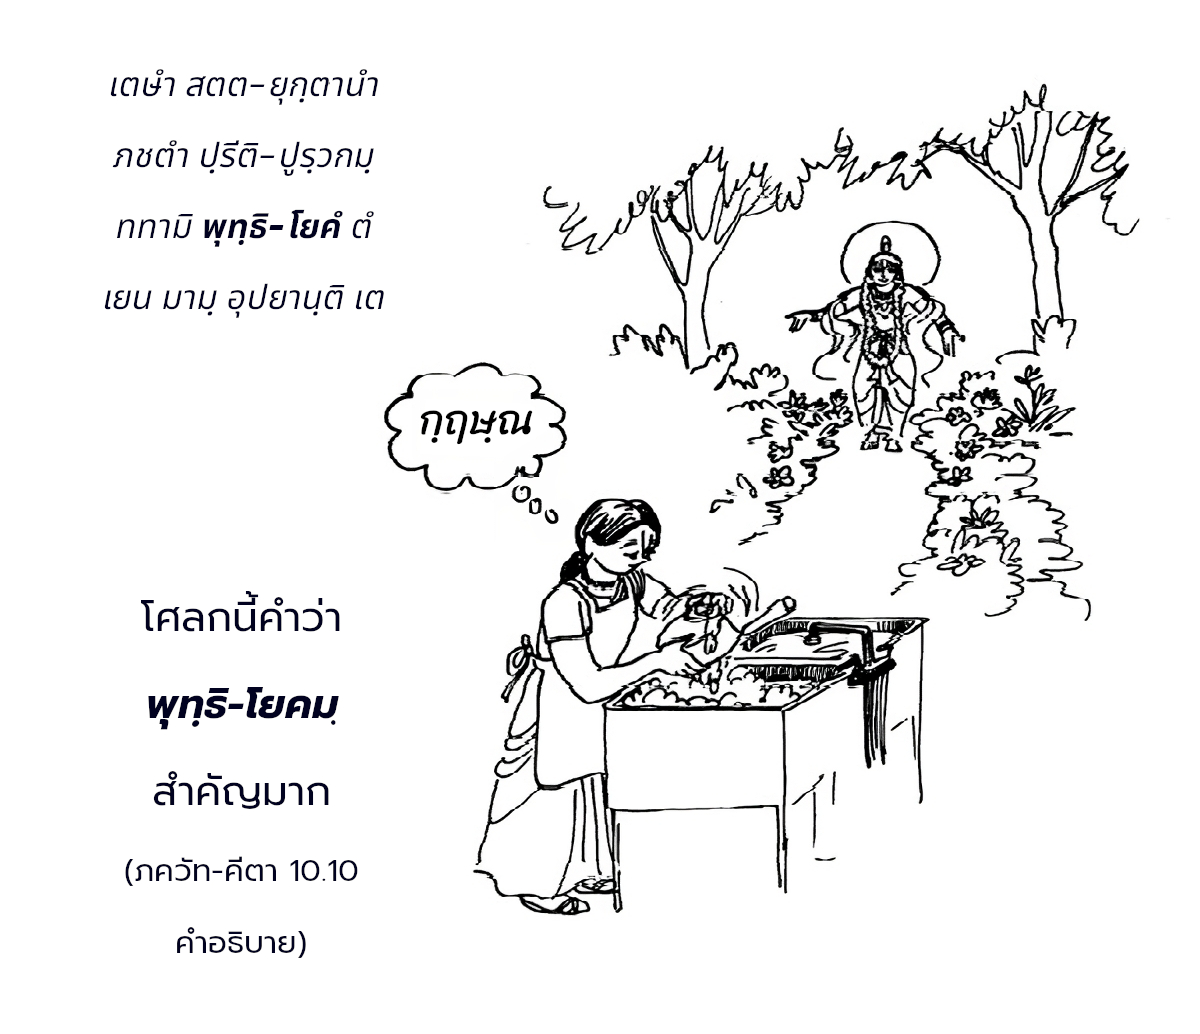 เตษำ สตต-ยุกฺตานำ
ภชตำ ปฺรีติ-ปูรฺวกมฺ
ททามิ พุทฺธิ-โยคํ ตํ
เยน มามฺ อุปยานฺติ เต
กฺฤษฺณ
โศลกนี้คำว่า
พุทฺธิ-โยคมฺ
สำคัญมาก
(ภควัท-คีตา 10.10
คำอธิบาย)